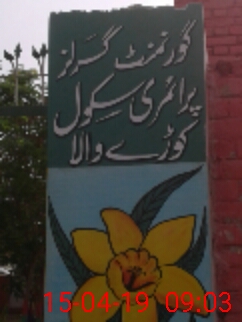 گورنمنٹ گرلز
پرائمری سکول
کوڑے والا
15-04-19 09:03